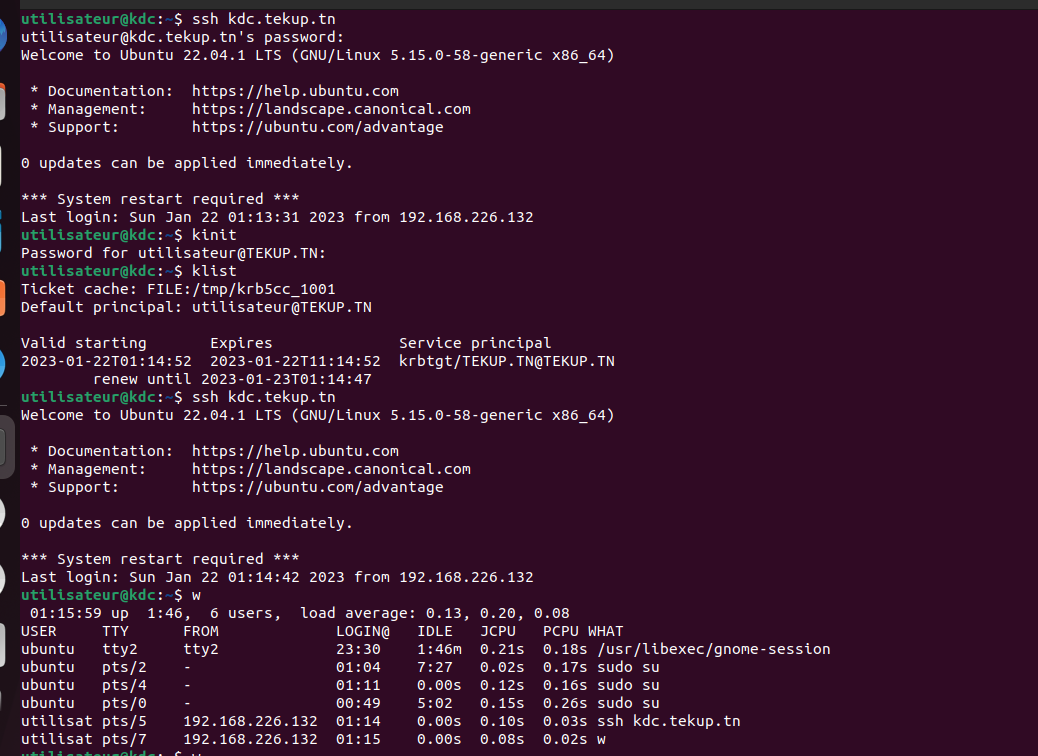 utilisateur@kdc:~$ ssh kdc.tekup.tn
utilisateur@kdc.tekup.tn's password:
Welcome to Ubuntu 22.04.1 LTS (GNU/Linux 5.15.0-58-generic x86_64)
* Documentation:  https://help.ubuntu.com
* Management:     https://landscape.canonical.com
* Support:        https://ubuntu.com/advantage
0 updates can be applied immediately.
*** System restart required ***
Last login: Sun Jan 22 01:13:31 2023 from 192.168.226.132
utilisateur@kdc:~$ kinit
Password for utilisateur@TEKUP.TN:
utilisateur@kdc:~$ klist
Ticket cache: FILE:/tmp/krb5cc_1001
Default principal: utilisateur@TEKUP.TN
Valid starting       Expires              Service principal
2023-01-22T01:14:52  2023-01-22T11:14:52  krbtgt/TEKUP.TN@TEKUP.TN
renew until 2023-01-23T01:14:47
utilisateur@kdc:~$ ssh kdc.tekup.tn
Welcome to Ubuntu 22.04.1 LTS (GNU/Linux 5.15.0-58-generic x86_64)
* Documentation:  https://help.ubuntu.com
* Management:     https://landscape.canonical.com
* Support:        https://ubuntu.com/advantage
0 updates can be applied immediately.
*** System restart required ***
Last login: Sun Jan 22 01:14:42 2023 from 192.168.226.132
utilisateur@kdc:~$ w
01:15:59 up  1:46,  6 users,  load average: 0.13, 0.20, 0.08
USER     TTY      FROM             LOGIN@   IDLE   JCPU   PCPU WHAT
ubuntu   tty2     tty2             23:30    1:46m  0.21s  0.18s /usr/libexec/gnome-session
ubuntu   pts/2    -                01:04    7:27   0.02s  0.17s sudo su
ubuntu   pts/4    -                01:11    0.00s  0.12s  0.16s sudo su
ubuntu   pts/0    -                00:49    5:02   0.15s  0.26s sudo su
utilisat pts/5    192.168.226.132  01:14    0.00s  0.10s  0.03s ssh kdc.tekup.tn
utilisat pts/7    192.168.226.132  01:15    0.00s  0.08s  0.02s w